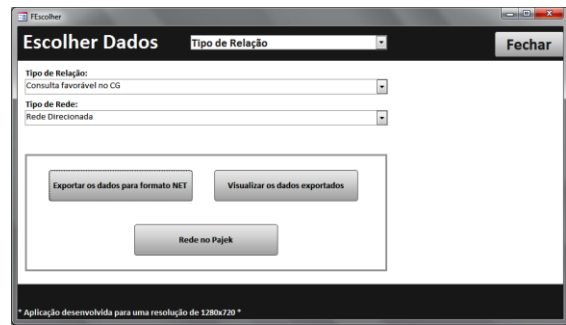 FEscolher
Escolher Dados Tipo de Relação Fechar
Tipo de Relação:
Consulta favorável no CG
Tipo de Rede:
Rede Direcionada
Exportar os dados para formato NET Visualizar os dados exportados
Rede no Pajek
* Aplicação desenvolvida para uma resolução de 1280x720 *